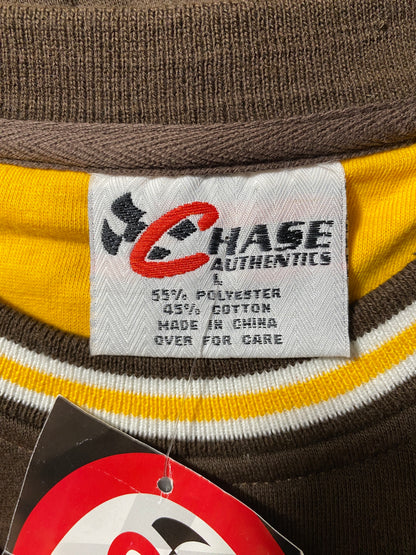 CHASE
AUTHENTICS
L
55% POLYESTER
45% COTTON
MADE IN CHINA
OVER FOR CARE